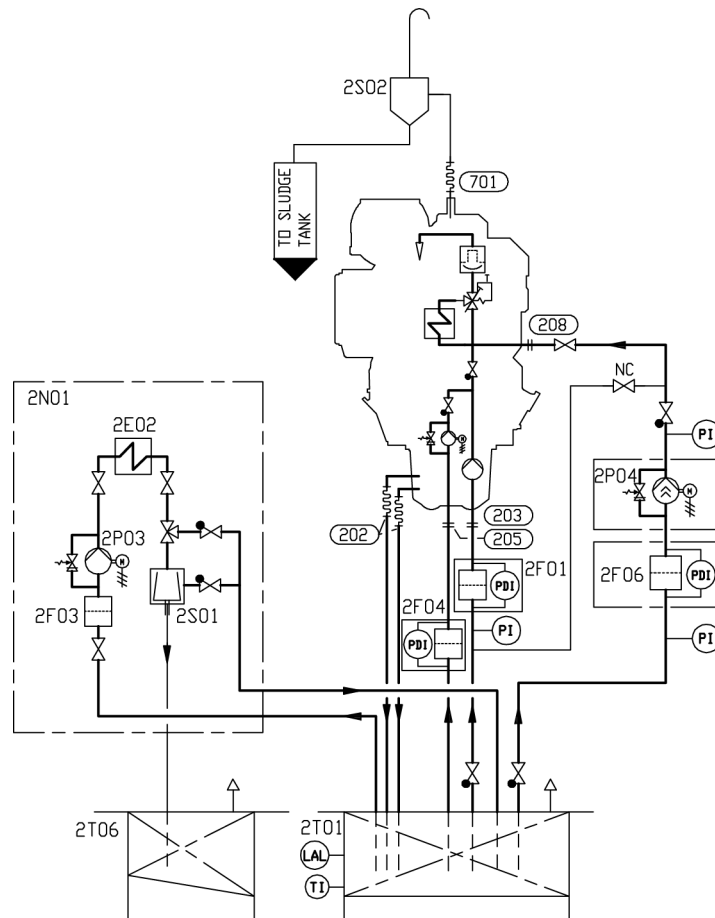 2S02
701
TO SLUDGE
TANK
208
NC
2N01
2E02
PI
2P04
M
M
2P03
M
203
202
205
2F01
PDI
PDI
2F06
2F03
2S01
2F04
PDI
PI
PI
2T06
2T01
LAL
TI